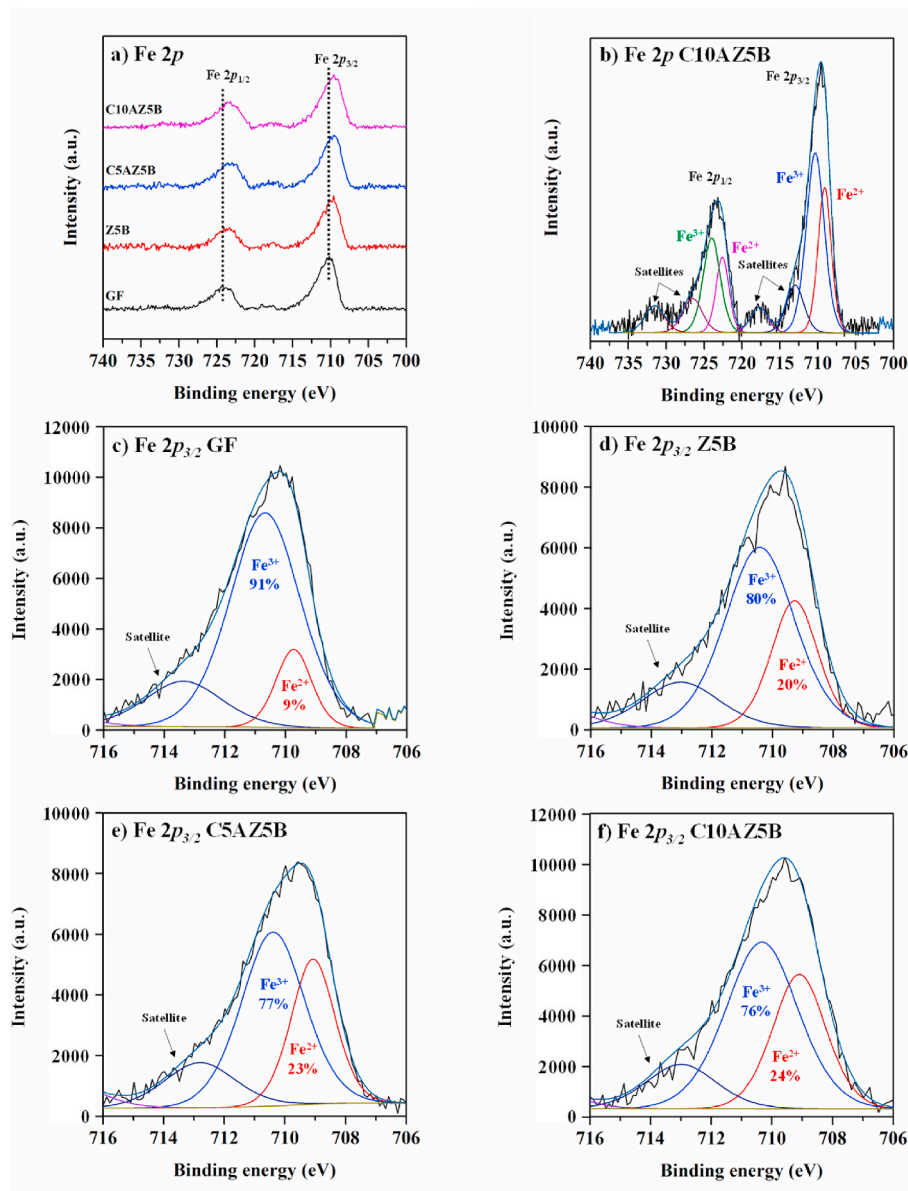 a) Fe 2p
Fe 2p1/2
Fe 2p3/2
C10AZ5B
C5AZ5B
Z5B
GF
Intensity (a.u.)
740 735 730 725 720 715 710 705 700
Binding energy (eV)
b) Fe 2p C10AZ5B
Fe 2p3/2
Fe3+
Fe2+
Fe 2p1/2
Fe3+
Fe2+
Satellites
Satellites
Intensity (a.u.)
740 735 730 725 720 715 710 705 700
Binding energy (eV)
c) Fe 2p3/2 GF
12000
10000
8000
6000
4000
2000
0
Fe3+
91%
Satellite
Fe2+
9%
Intensity (a.u.)
716 714 712 710 708 706
Binding energy (eV)
d) Fe 2p3/2 Z5B
10000
8000
6000
4000
2000
0
Fe3+
80%
Satellite
Fe2+
20%
Intensity (a.u.)
716 714 712 710 708 706
Binding energy (eV)
e) Fe 2p3/2 C5AZ5B
10000
8000
6000
4000
2000
0
Fe3+
77%
Satellite
Fe2+
23%
Intensity (a.u.)
716 714 712 710 708 706
Binding energy (eV)
f) Fe 2p3/2 C10AZ5B
12000
10000
8000
6000
4000
2000
0
Fe3+
76%
Satellite
Fe2+
24%
Intensity (a.u.)
716 714 712 710 708 706
Binding energy (eV)